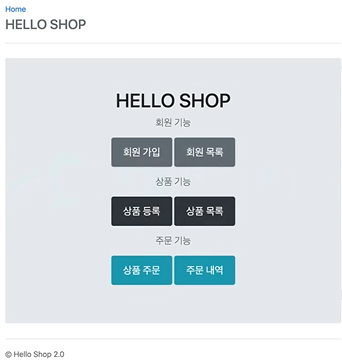 Home
HELLO SHOP
HELLO SHOP
회원 기능
회원 가입 회원 목록
상품 기능
상품 등록 상품 목록
주문 기능
상품 주문 주문 내역
© Hello Shop 2.0